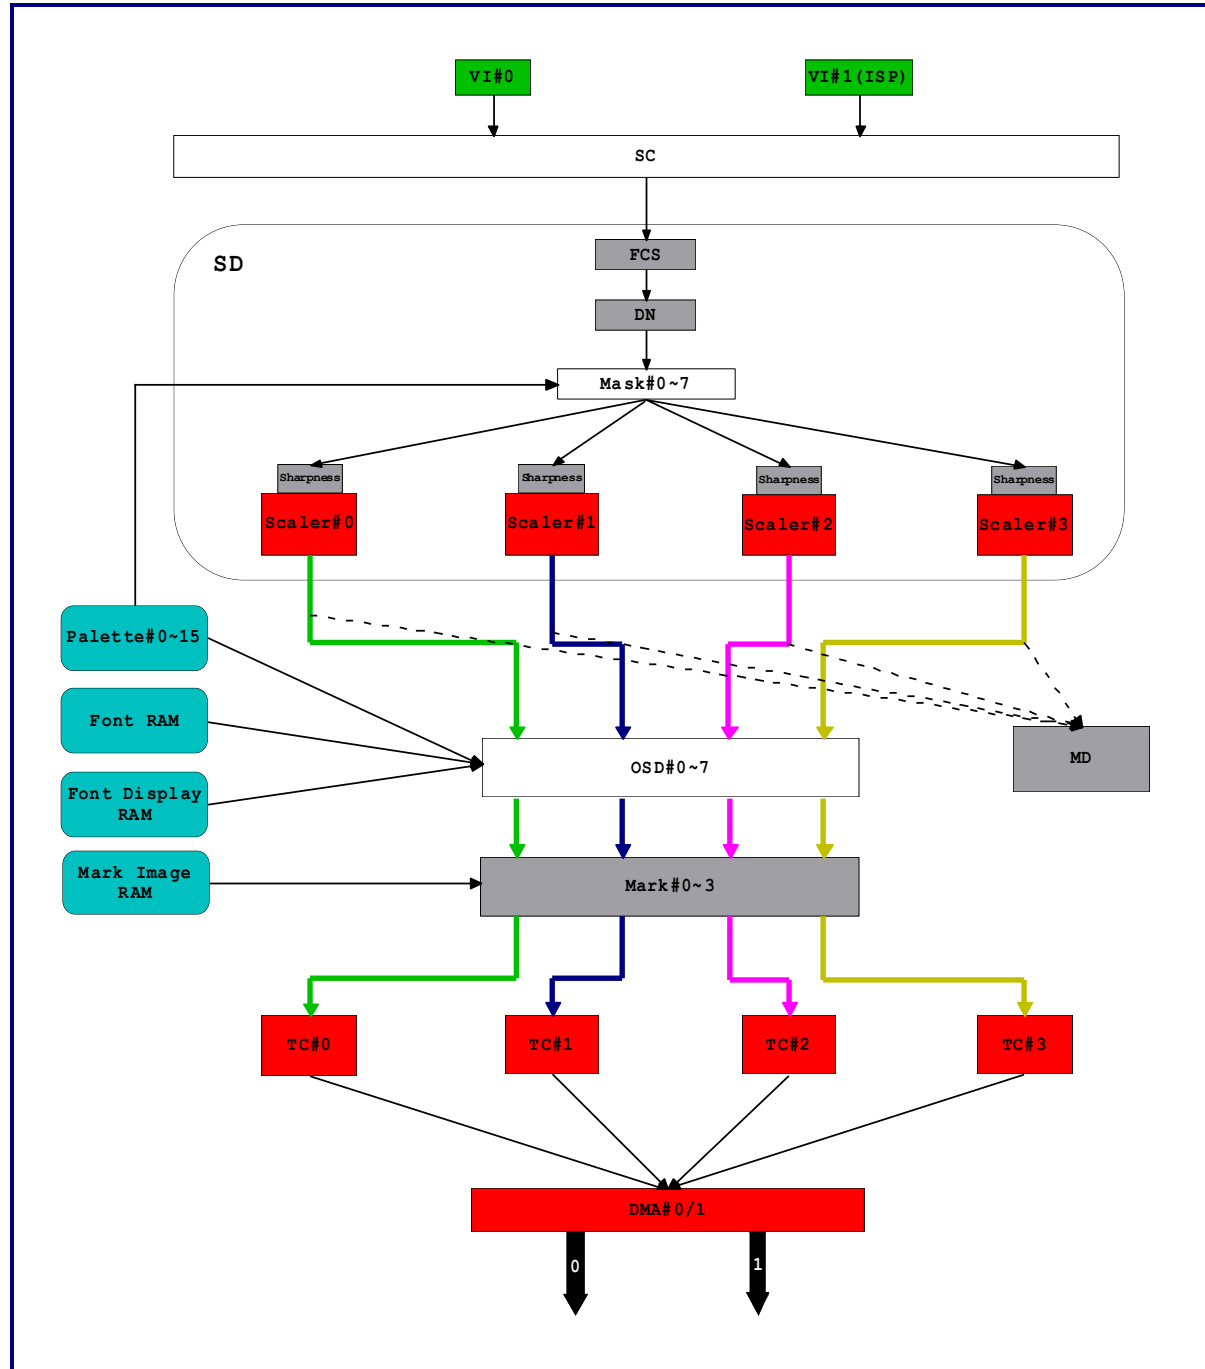 VI#0
VI#1(ISP)
SC
SD
FCS
DN
Mask#0~7
Sharpness
Sharpness
Sharpness
Sharpness
Scaler#0
Scaler#1
Scaler#2
Scaler#3
Palette#0~15
Font RAM
Font Display
RAM
Mark Image
RAM
OSD#0~7
MD
Mark#0~3
TC#0
TC#1
TC#2
TC#3
DMA#0/1
0
1